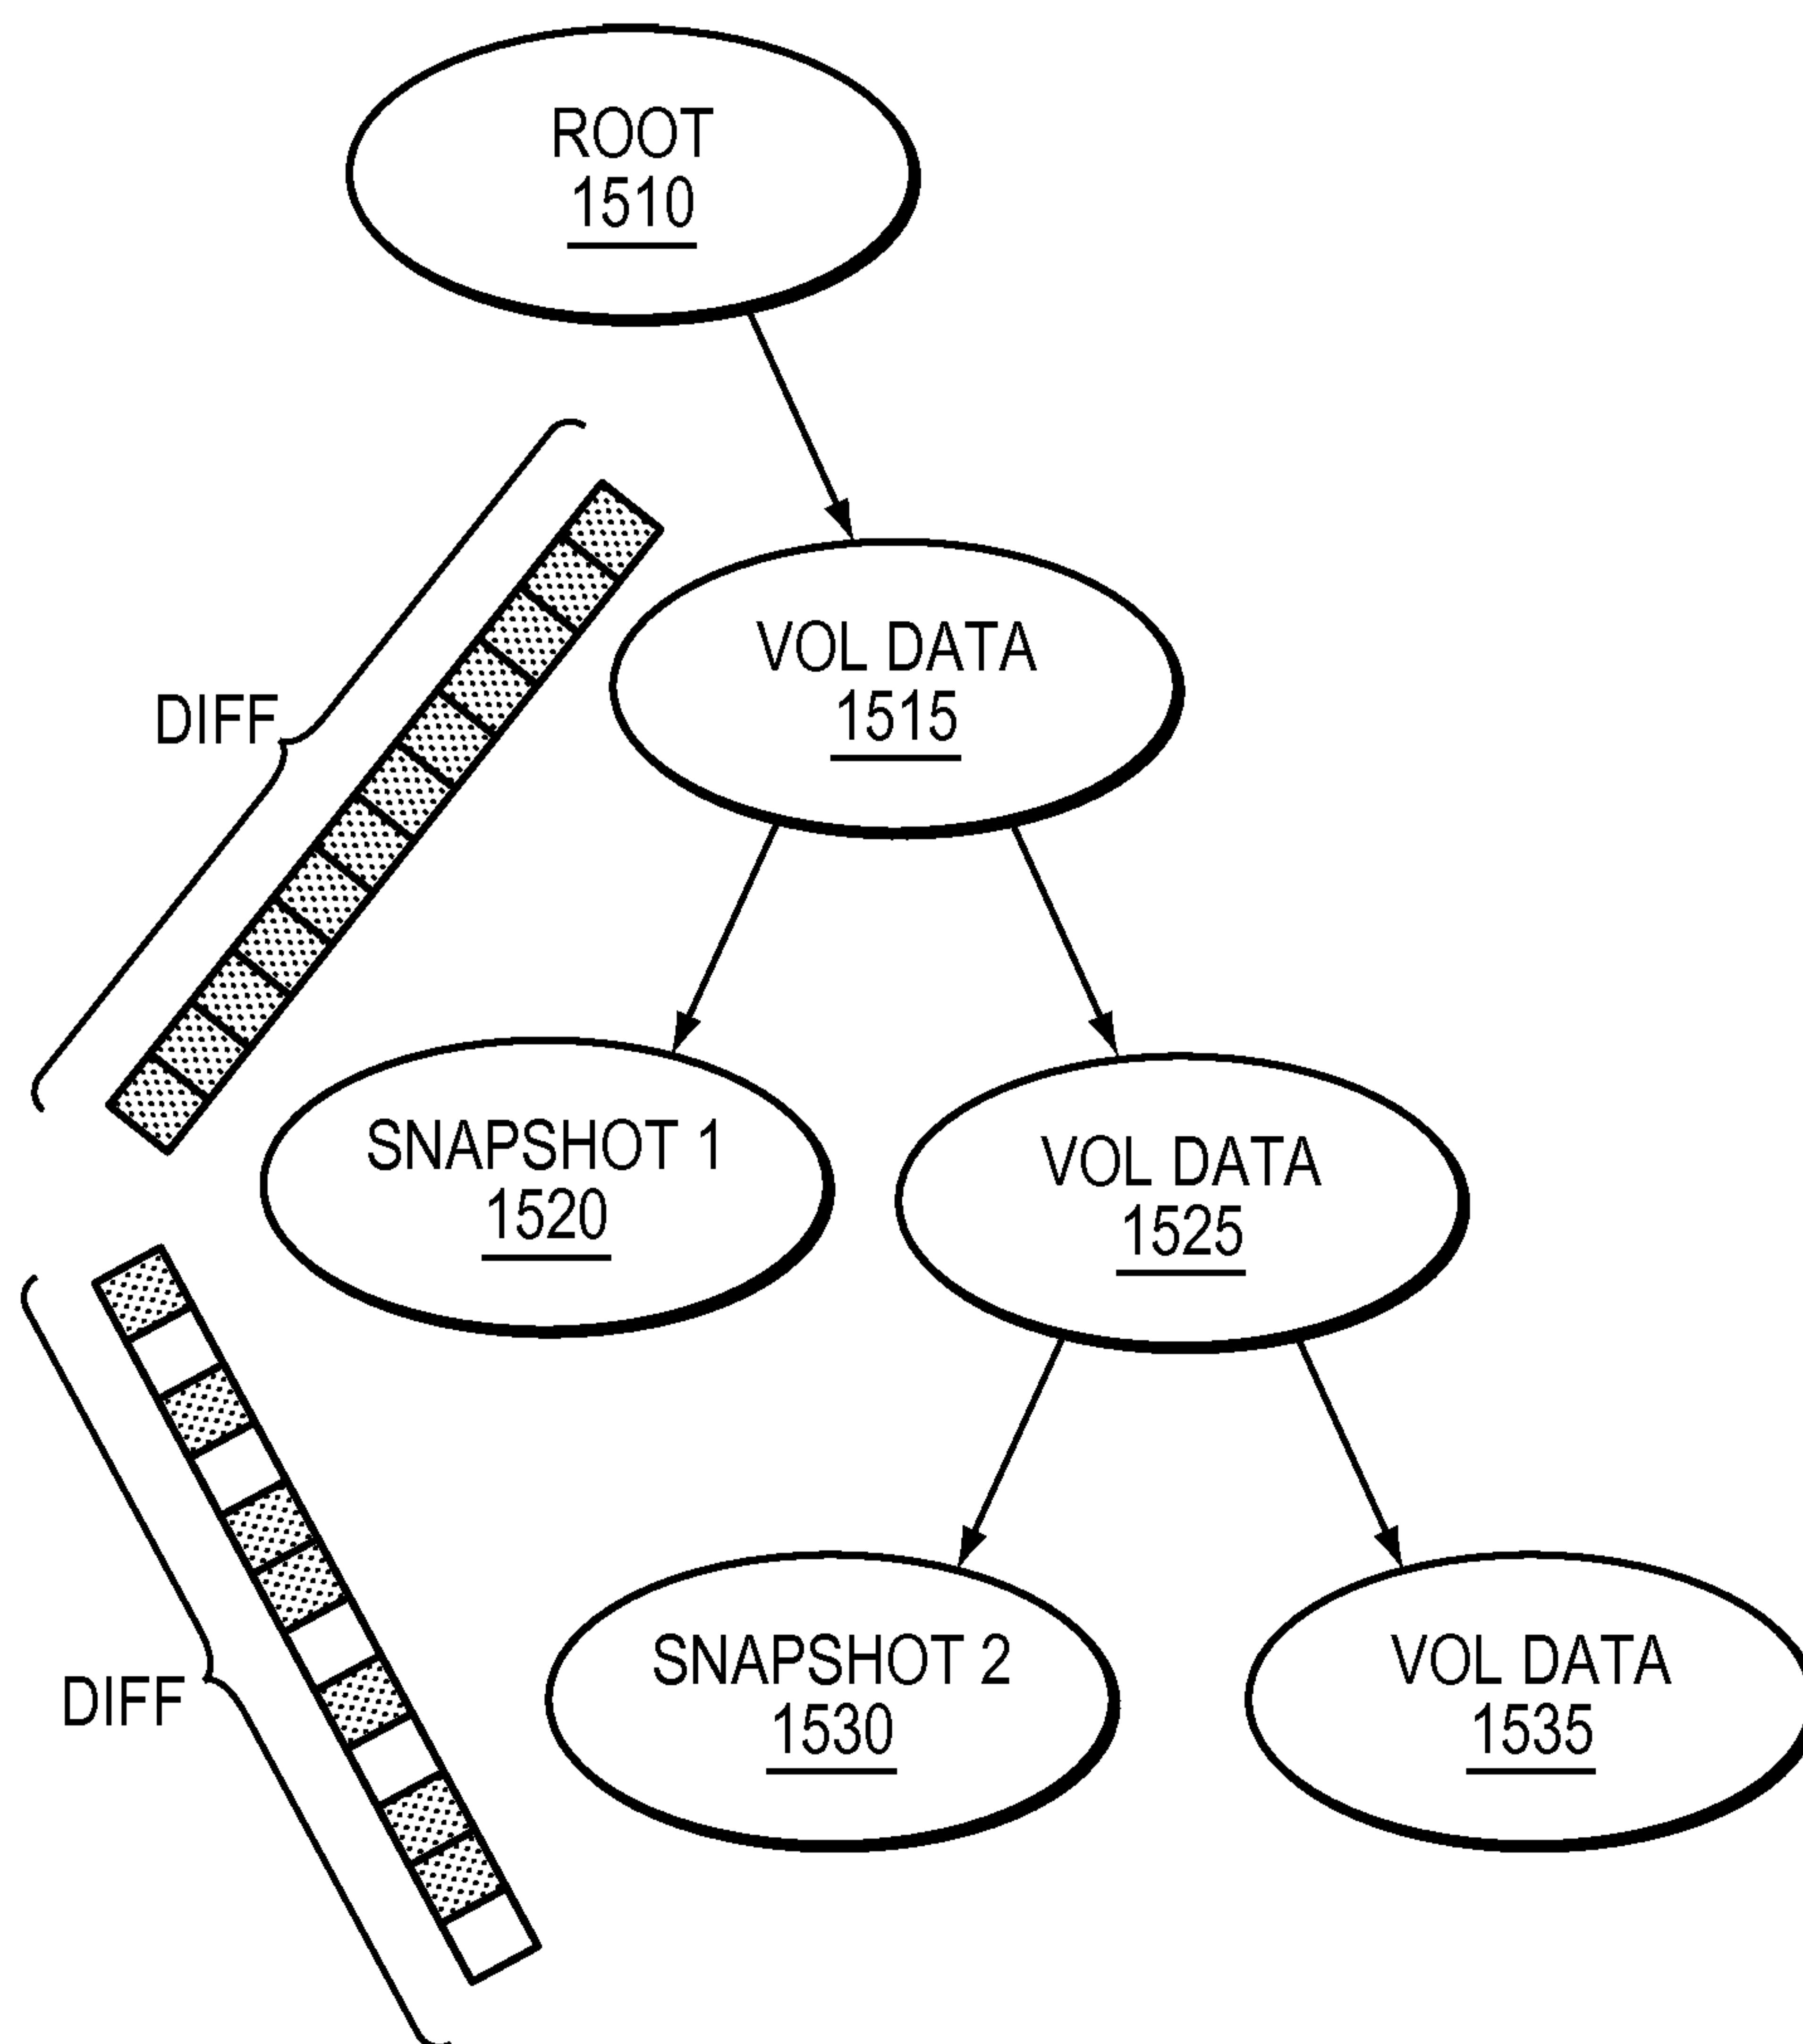 ROOT
1510
DIFF
VOL DATA
1515
SNAPSHOT 1
1520
VOL DATA
1525
DIFF
SNAPSHOT 2
1530
VOL DATA
1535